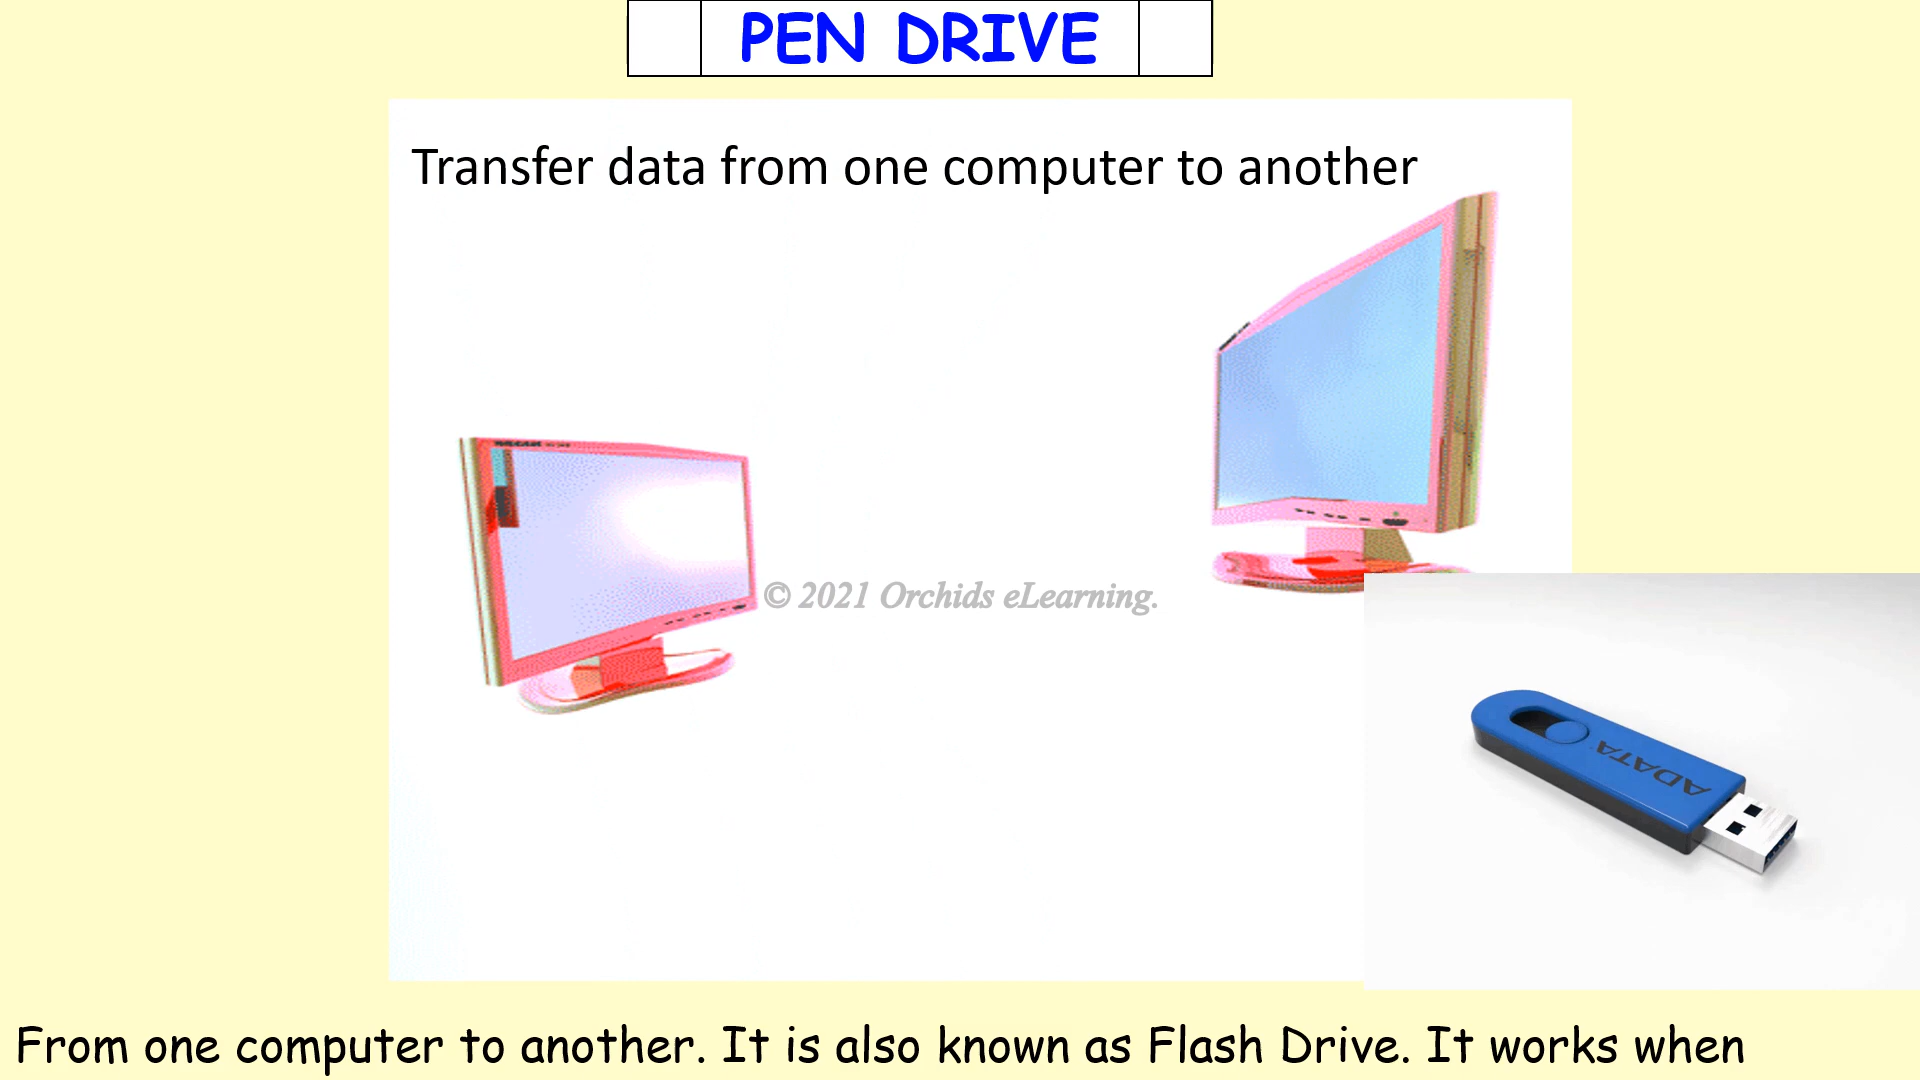 PEN DRIVE
Transfer data from one computer to another
© 2021 Orchids eLearning.
ADATA
From one computer to another. It is also known as Flash Drive. It works when